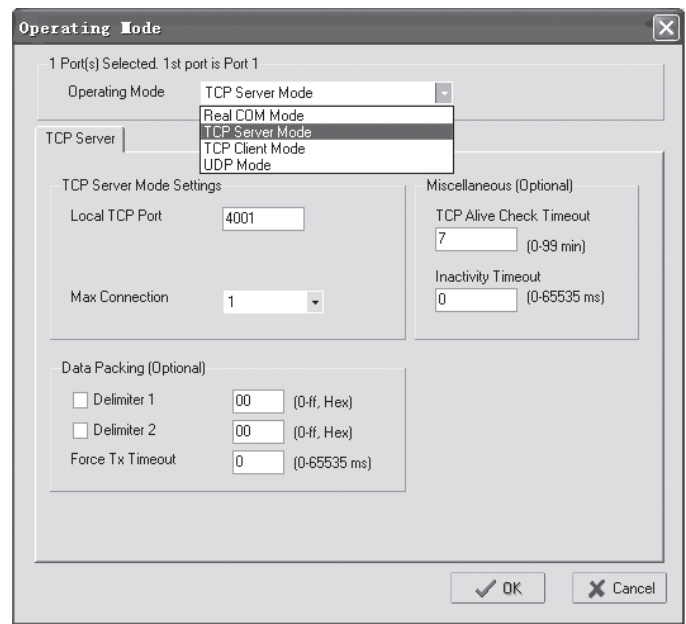 Operating Mode
1 Port(s) Selected. 1st port is Port 1
Operating Mode
TCP Server Mode
Real COM Mode
TCP Server Mode
TCP Client Mode
UDP Mode
TCP Server
TCP Server Mode Settings
Local TCP Port
4001
Max Connection
1
Miscellaneous (Optional)
TCP Alive Check Timeout
7 (0-99 min)
Inactivity Timeout
0 (0-65535 ms)
Data Packing (Optional)
Delimiter 1 00 (0-ff, Hex)
Delimiter 2 00 (0-ff, Hex)
Force Tx Timeout 0 (0-65535 ms)
OK
Cancel